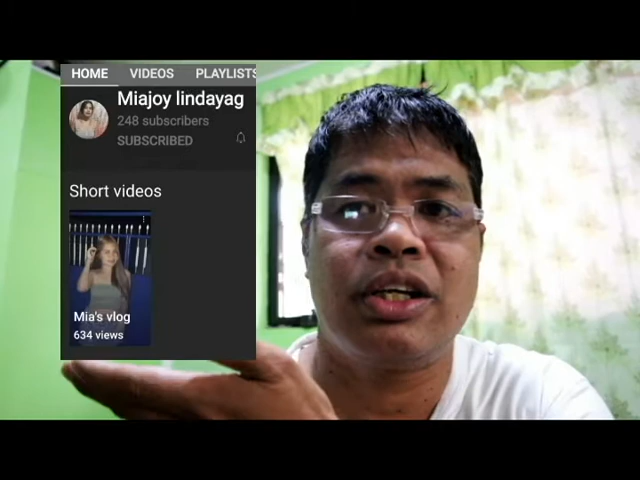 HOME VIDEOS PLAYLISTS
Miajoy lindayag
248 subscribers
SUBSCRIBED
Short videos
Mia's vlog
634 views